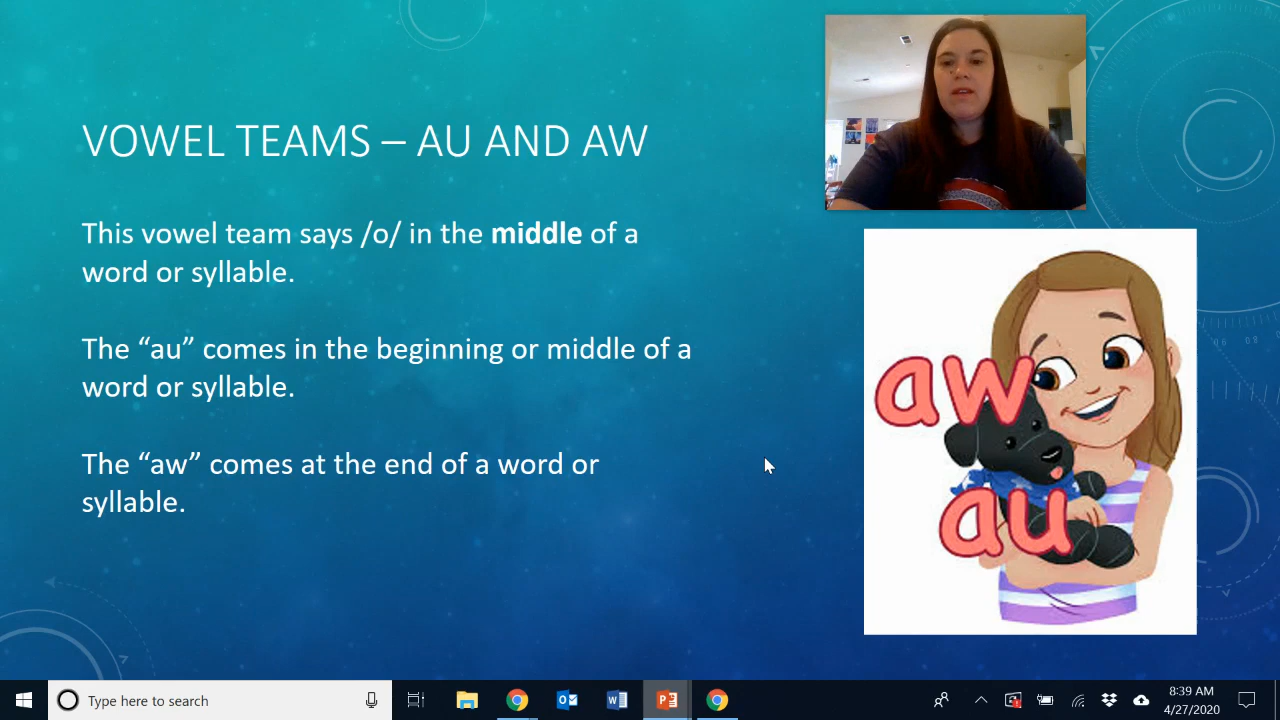 VOWEL TEAMS – AU AND AW
This vowel team says /o/ in the middle of a
word or syllable.
The “au” comes in the beginning or middle of a
word or syllable.
The “aw” comes at the end of a word or
syllable.
aw
au
Type here to search
8:39 AM
4/27/2020